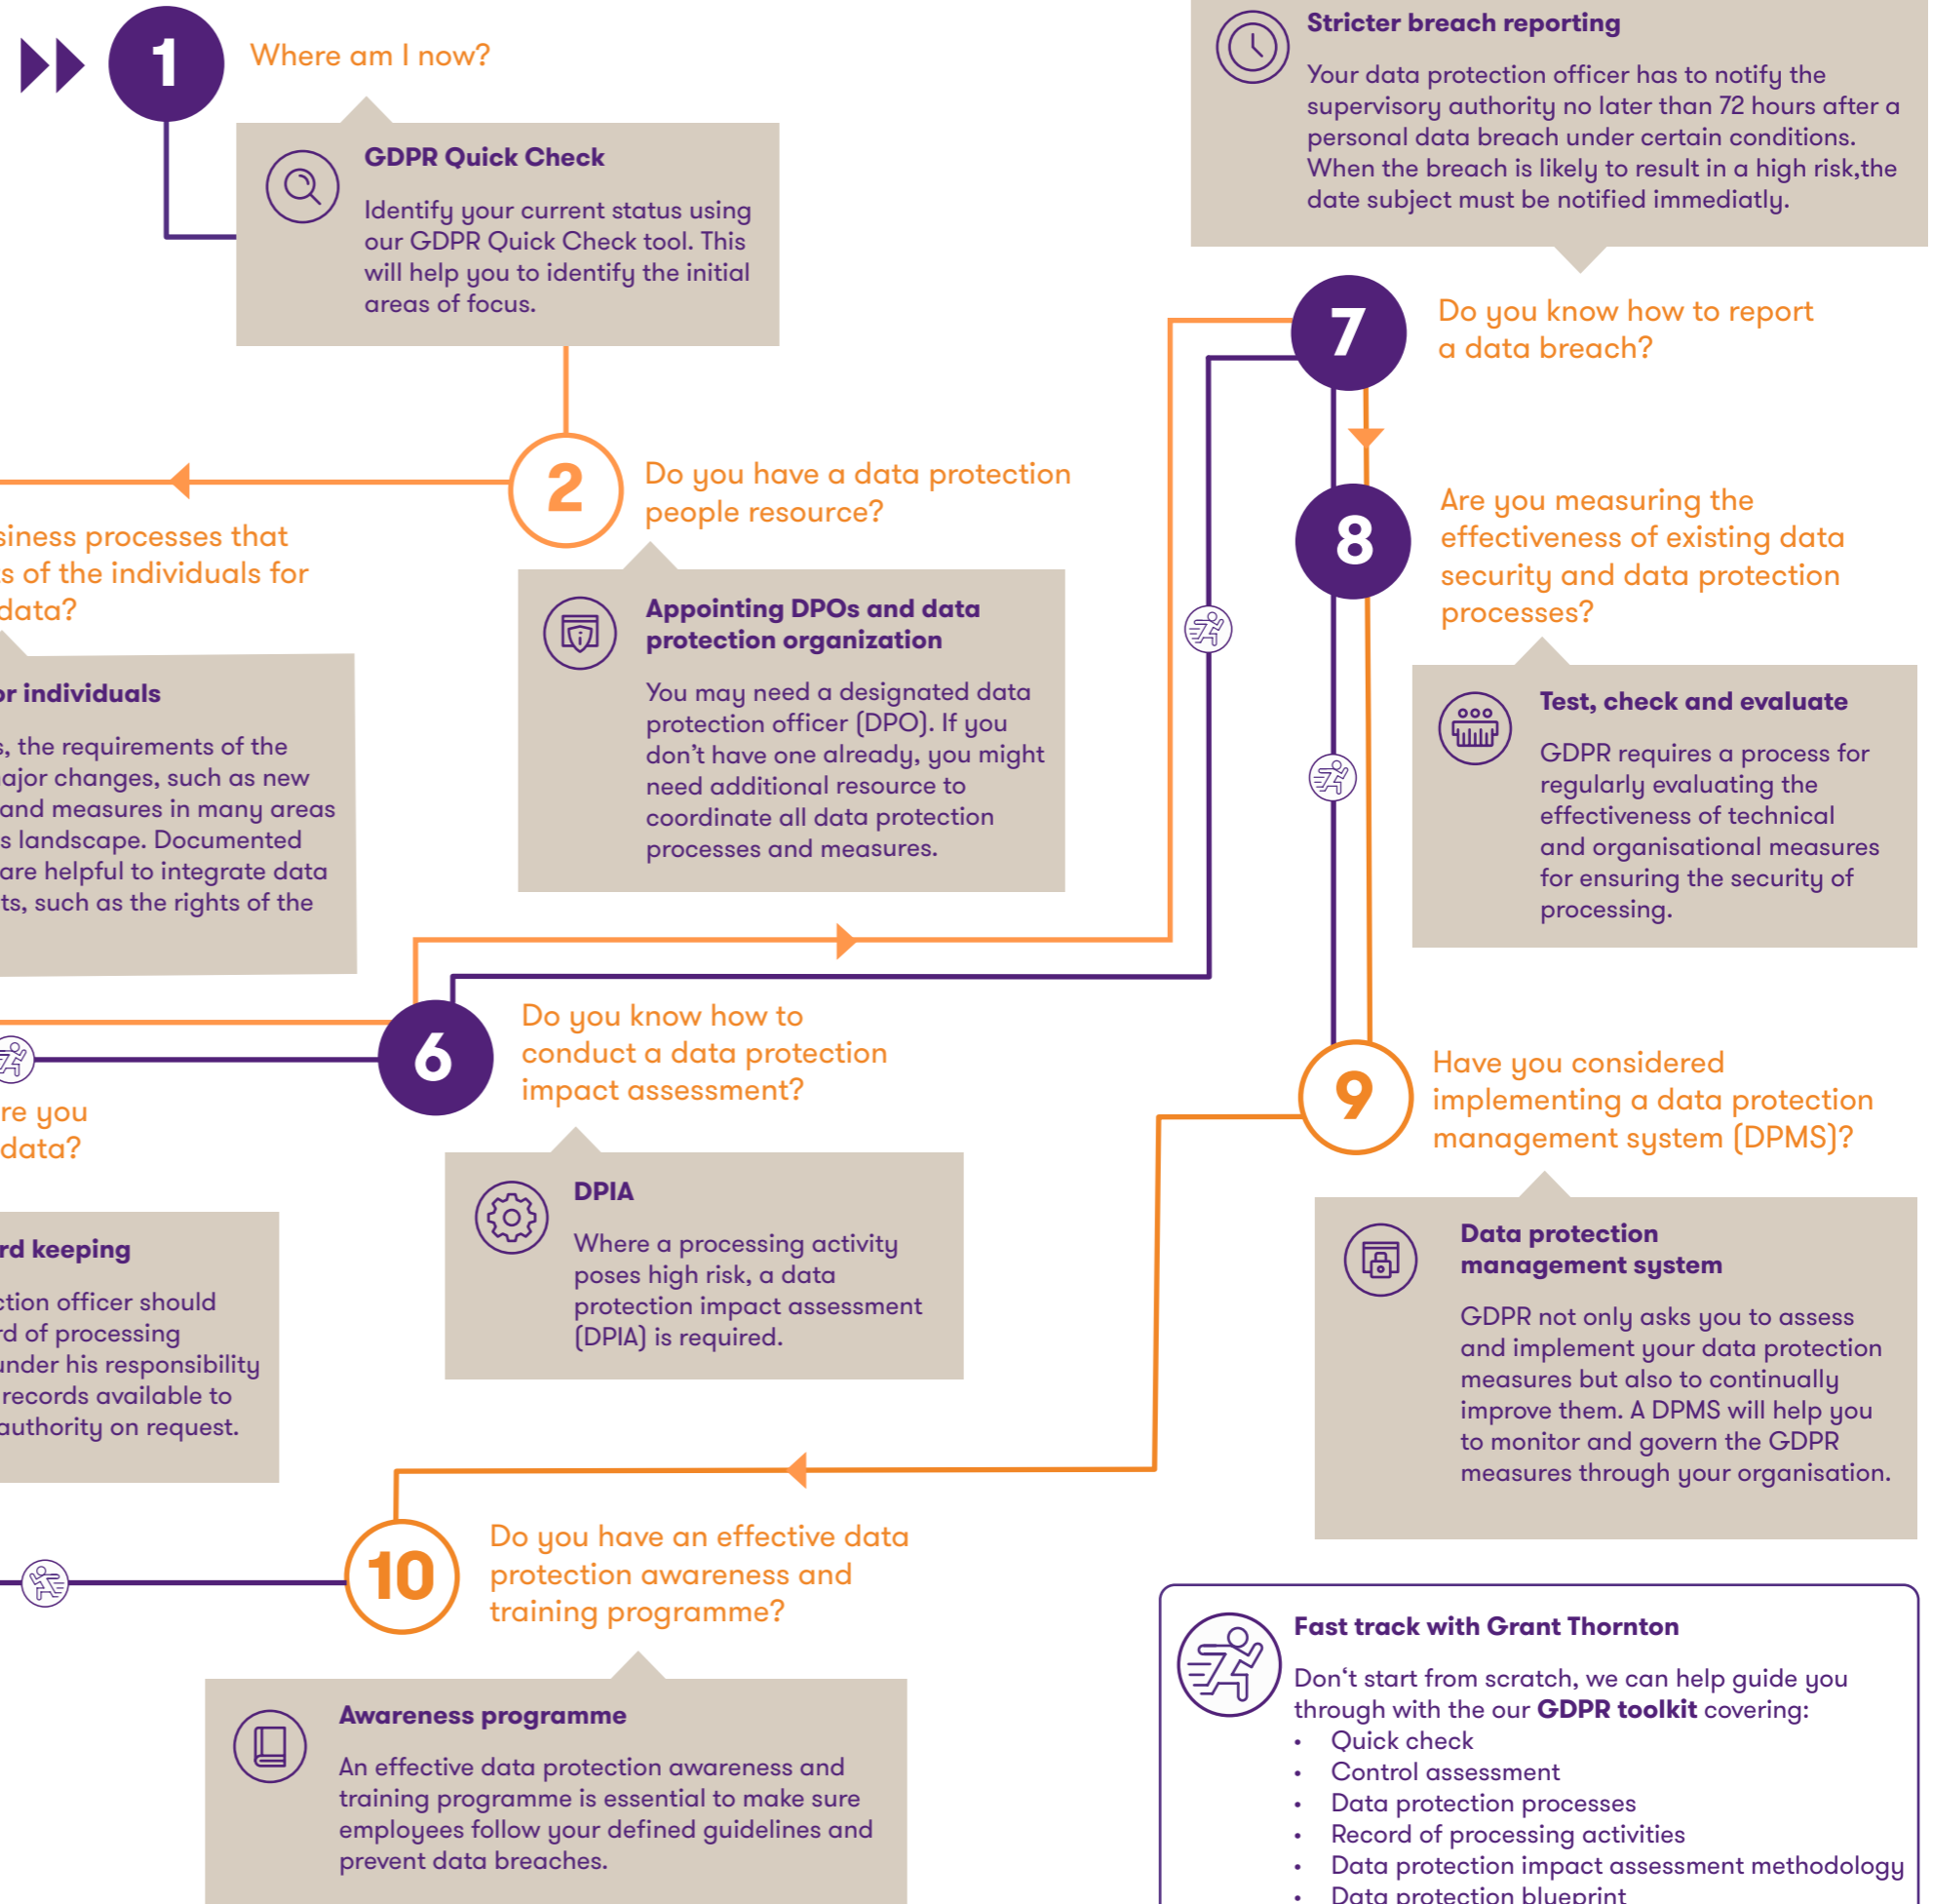 1
Where am I now?
GDPR Quick Check
Identify your current status using
our GDPR Quick Check tool. This
will help you to identify the initial
areas of focus.
2
Do you have a data protection
people resource?
Appointing DPOs and data
protection organization
You may need a designated data
protection officer (DPO). If you
don't have one already, you might
need additional resource to
coordinate all data protection
processes and measures.
processes that
of the individuals for
data?
individuals
the requirements of the
changes, such as new
and measures in many areas
landscape. Documented
are helpful to integrate data
such as the rights of the
you
data?
keeping
officer should
of processing
under his responsibility
records available to
authority on request.
6
Do you know how to
conduct a data protection
impact assessment?
DPIA
Where a processing activity
poses high risk, a data
protection impact assessment
(DPIA) is required.
Stricter breach reporting
Your data protection officer has to notify the
supervisory authority no later than 72 hours after a
personal data breach under certain conditions.
When the breach is likely to result in a high risk,the
date subject must be notified immediatly.
7
Do you know how to report
a data breach?
8
Are you measuring the
effectiveness of existing data
security and data protection
processes?
Test, check and evaluate
GDPR requires a process for
regularly evaluating the
effectiveness of technical
and organisational measures
for ensuring the security of
processing.
9
Have you considered
implementing a data protection
management system (DPMS)?
Data protection
management system
GDPR not only asks you to assess
and implement your data protection
measures but also to continually
improve them. A DPMS will help you
to monitor and govern the GDPR
measures through your organisation.
10
Do you have an effective data
protection awareness and
training programme?
Awareness programme
An effective data protection awareness and
training programme is essential to make sure
employees follow your defined guidelines and
prevent data breaches.
Fast track with Grant Thornton
Don‘t start from scratch, we can help guide you
through with the our GDPR toolkit covering:
• Quick check
• Control assessment
• Data protection processes
• Record of processing activities
• Data protection impact assessment methodology
• Data protection blueprint